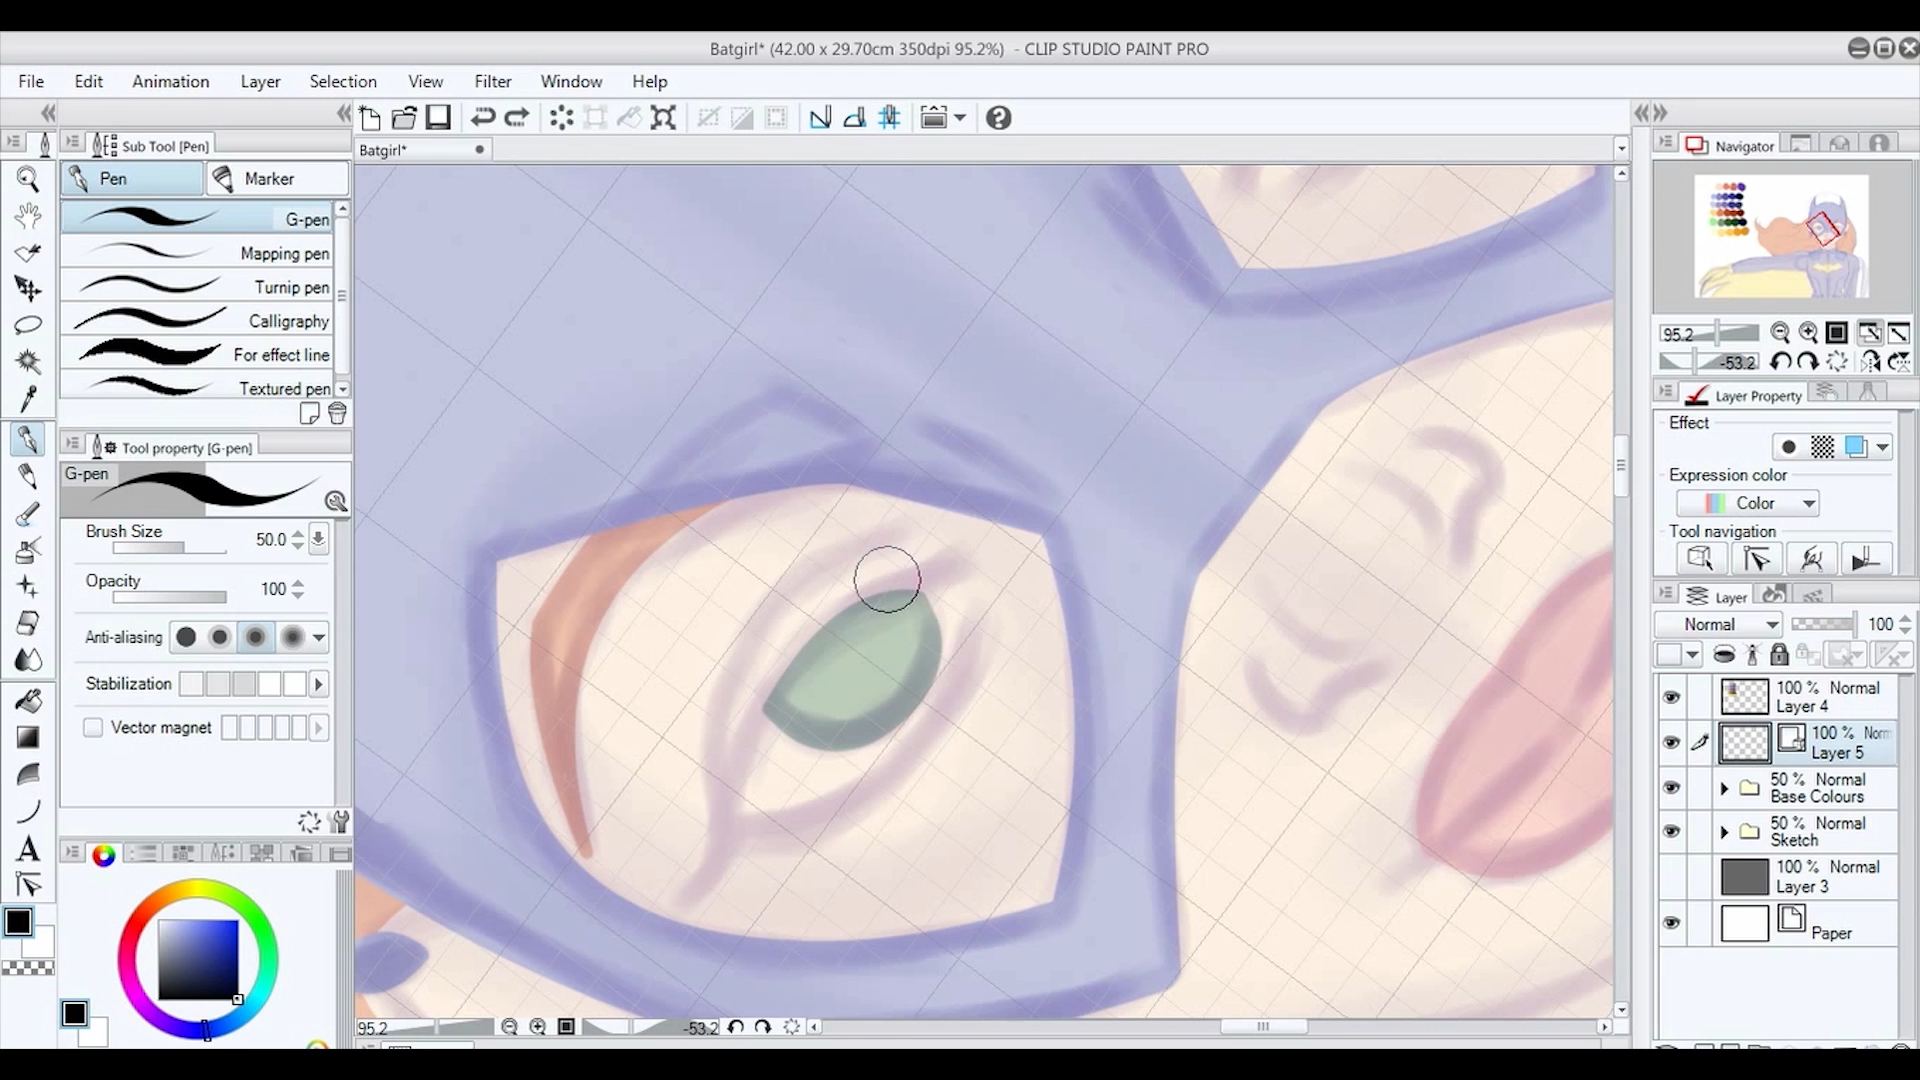 Batgirl* (42.00 x 29.70cm 350dpi 95.2%) - CLIP STUDIO PAINT PRO
File Edit Animation Layer Selection View Filter Window Help
Sub Tool [Pen]
Batgirl*
Navigator
Pen Marker
G-pen
Mapping pen
Turnip pen
Calligraphy
For effect line
Textured pen
Tool property [G-pen]
G-pen
Brush Size 50.0
Opacity 100
Anti-aliasing
Stabilization
Vector magnet
A
95.2 -53.2
95.2
-53.2
Layer Property
Effect
Expression color
Color
Tool navigation
Layer
Normal 100
100 % Normal
Layer 4
100 % Norm
Layer 5
50 % Normal
Base Colours
50 % Normal
Sketch
100 % Normal
Layer 3
Paper